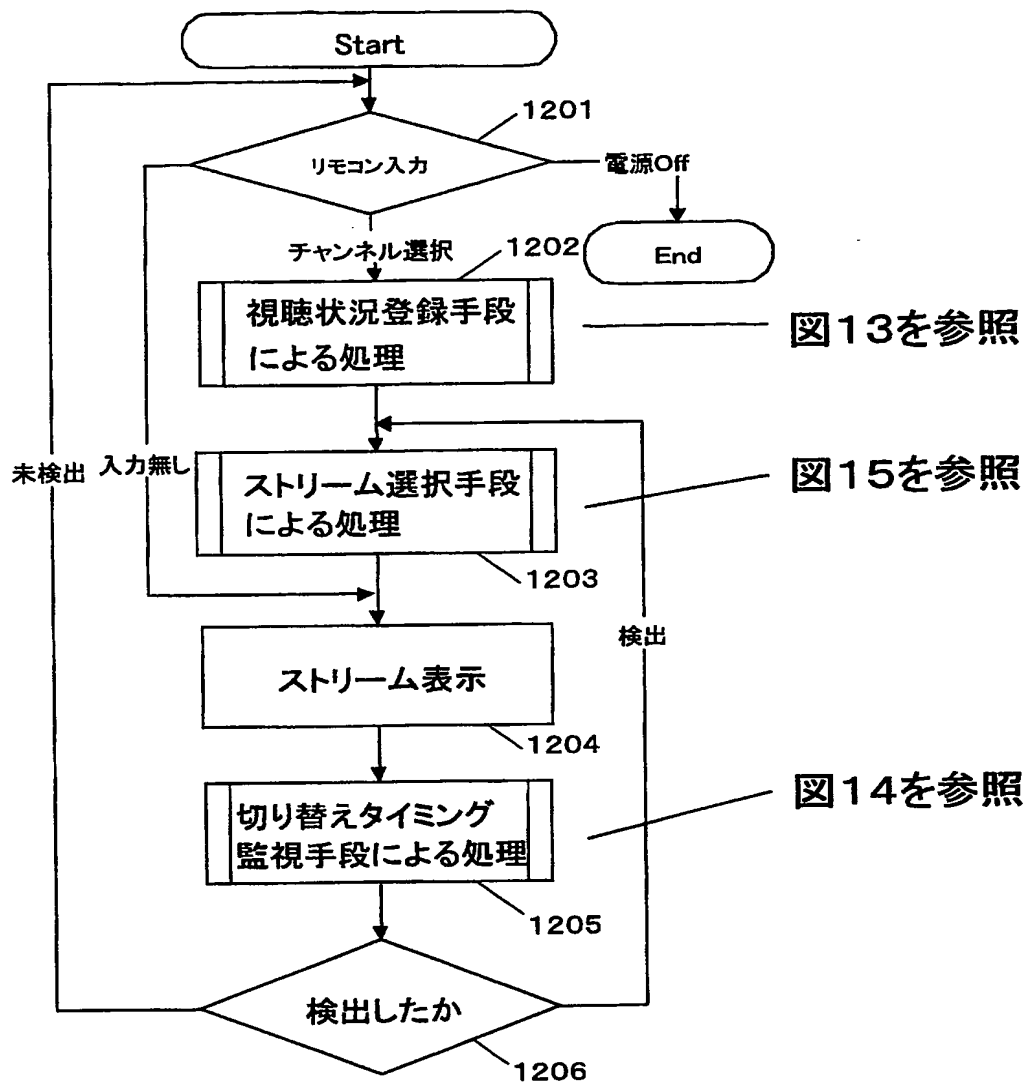 Start
1201
リモコン入力
電源Off
End
チャンネル選択
1202
視聴状況登録手段
による処理
図13を参照
未検出
入力無し
ストリーム選択手段
による処理
図15を参照
1203
検出
ストリーム表示
1204
切り替えタイミング
監視手段による処理
図14を参照
1205
検出したか
1206